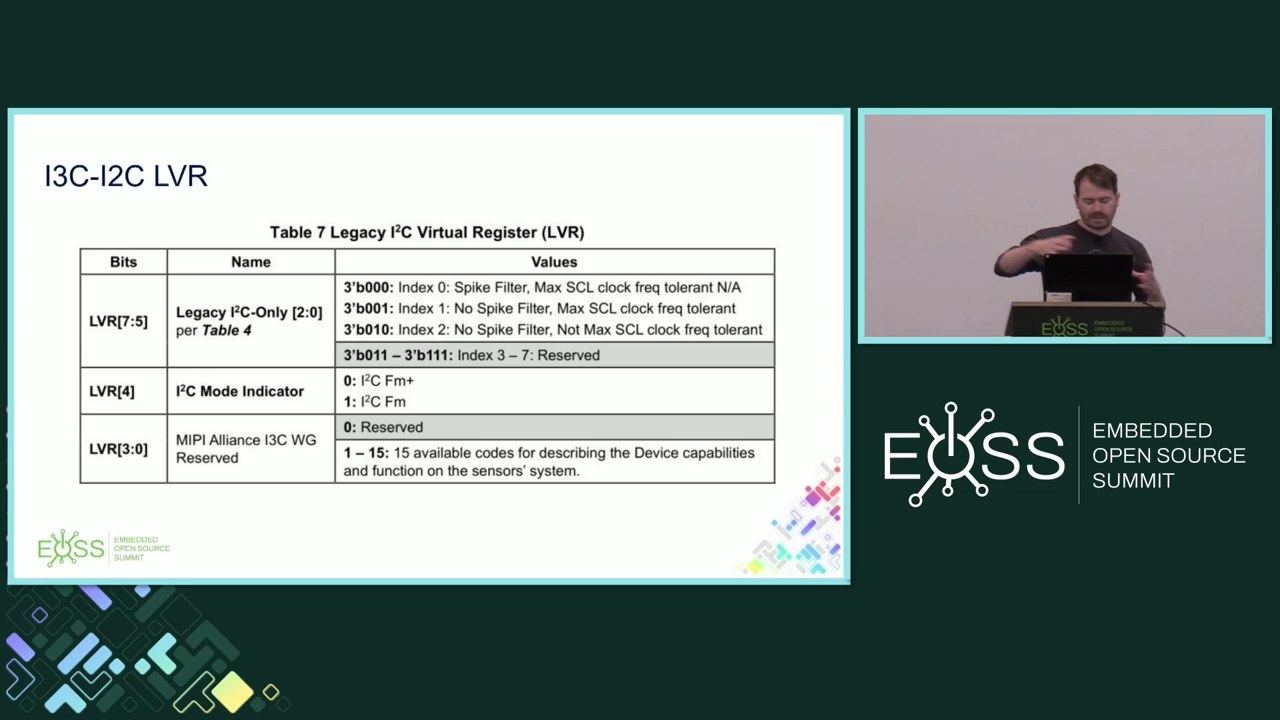 I3C-I2C LVR
Table 7 Legacy I²C Virtual Register (LVR)
Bits
Name
Values
LVR[7:5]
Legacy I²C-Only [2:0]
per Table 4
3'b000: Index 0: Spike Filter, Max SCL clock freq tolerant N/A
3'b001: Index 1: No Spike Filter, Max SCL clock freq tolerant
3'b010: Index 2: No Spike Filter, Not Max SCL clock freq tolerant
3'b011 – 3'b111: Index 3 – 7: Reserved
LVR[4]
I²C Mode Indicator
0: I²C Fm+
1: I²C Fm
LVR[3:0]
MIPI Alliance I3C WG
Reserved
0: Reserved
1 – 15: 15 available codes for describing the Device capabilities
and function on the sensors' system.
EOSS
EMBEDDED
OPEN SOURCE
SUMMIT
EOSS
EOSS
EMBEDDED
OPEN SOURCE
SUMMIT